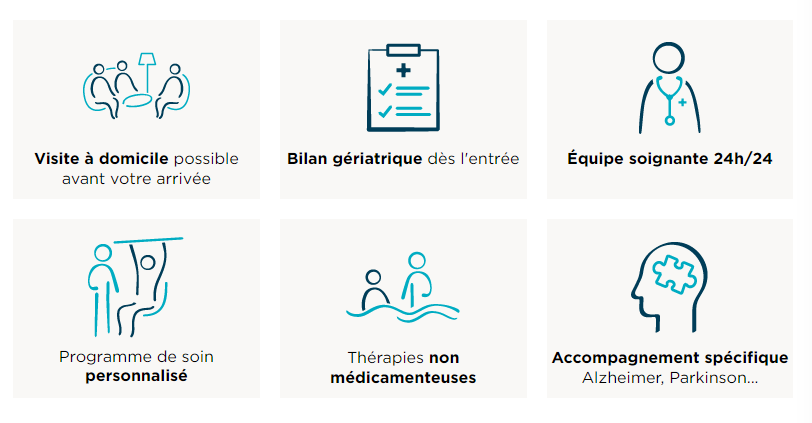 Visite à domicile possible
avant votre arrivée
Bilan gériatrique dès l'entrée
Équipe soignante 24h/24
Programme de soin
personnalisé
Thérapies non
médicamenteuses
Accompagnement spécifique
Alzheimer, Parkinson...